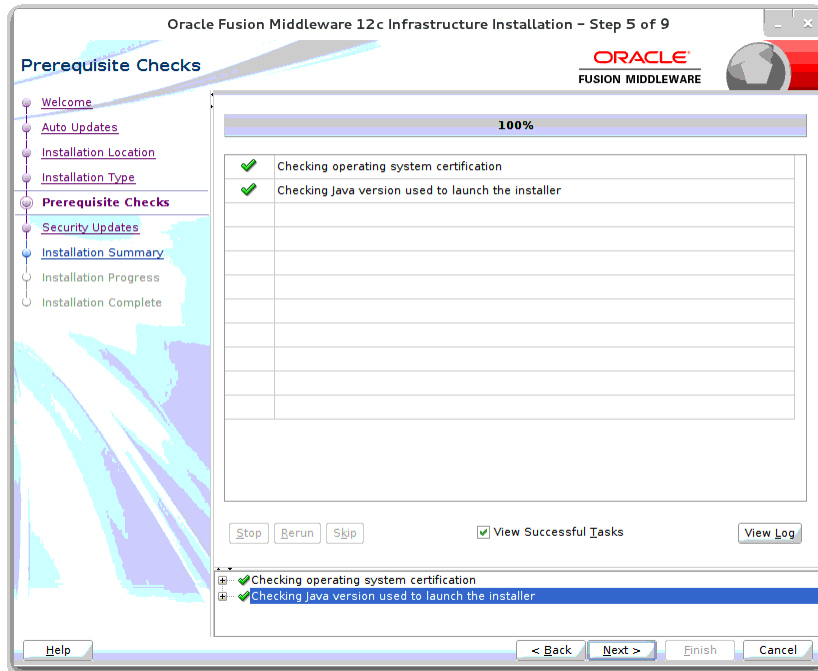 Oracle Fusion Middleware 12c Infrastructure Installation – Step 5 of 9
Prerequisite Checks
ORACLE®
FUSION MIDDLEWARE
Welcome
Auto Updates
Installation Location
Installation Type
Prerequisite Checks
Security Updates
Installation Summary
Installation Progress
Installation Complete
100%
Checking operating system certification
Checking Java version used to launch the installer
Stop
Rerun
Skip
View Successful Tasks
View Log
Checking operating system certification
Checking Java version used to launch the installer
Help
< Back
Next >
Finish
Cancel